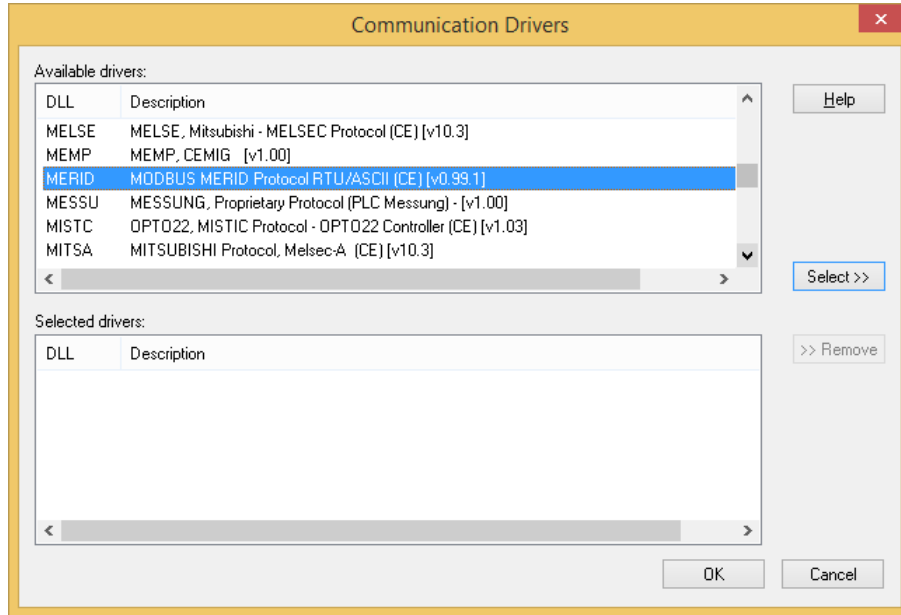 Communication Drivers
Available drivers:
DLL Description
MELSE MELSE, Mitsubishi - MELSEC Protocol (CE) [v10.3]
MEMP MEMP, CEMIG [v1.00]
MERID MODBUS MERID Protocol RTU/ASCII (CE) [v0.99.1]
MESSU MESSUNG, Proprietary Protocol (PLC Messung) - [v1.00]
MISTC OPTO22, MISTIC Protocol - OPTO22 Controller (CE) [v1.03]
MITSA MITSUBISHI Protocol, Melsec-A (CE) [v10.3]
Help
Select >>
Selected drivers:
DLL Description
>> Remove
OK Cancel